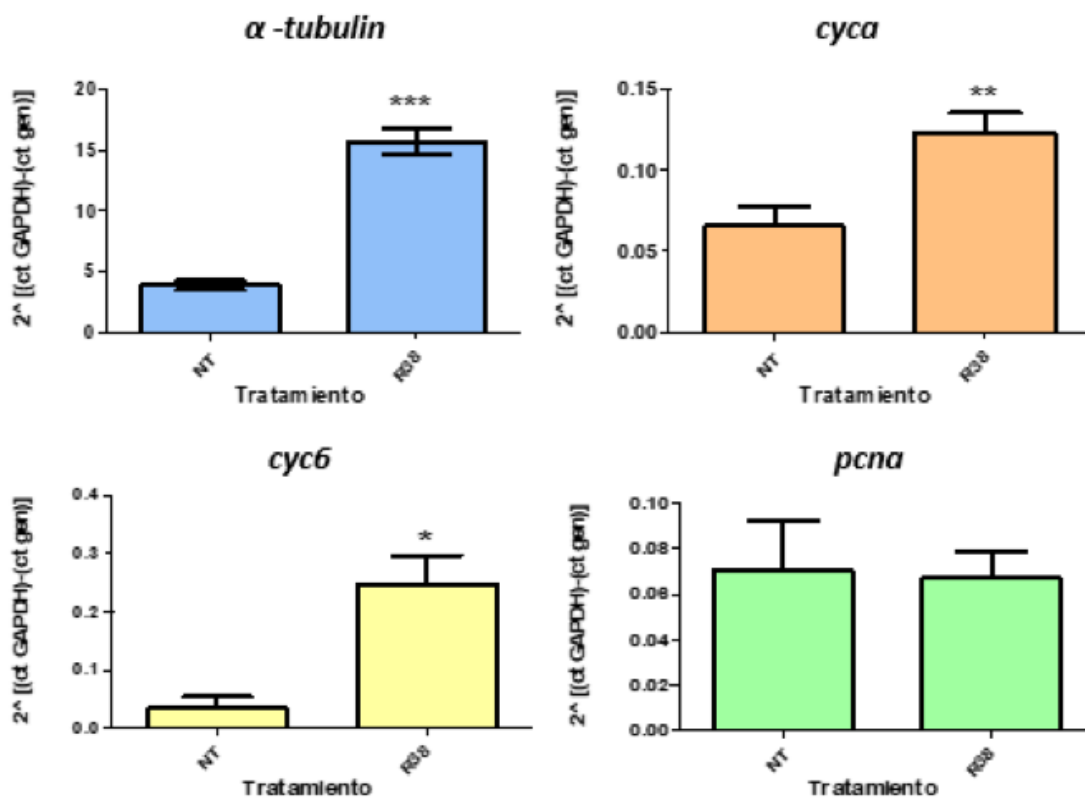 α -tubulin
2^ [(ct GAPDH)-(ct gen)]
20
15
10
5
0
***
NT
R38
Tratamiento
cyca
2^ [(ct GAPDH)-(ct gen)]
0.15
0.10
0.05
0.00
**
NT
R38
Tratamiento
cyc6
2^ [(ct GAPDH)-(ct gen)]
0.4
0.3
0.2
0.1
0.0
*
NT
R38
Tratamiento
pcna
2^ [(ct GAPDH)-(ct gen)]
0.10
0.08
0.06
0.04
0.02
0.00
NT
R38
Tratamiento